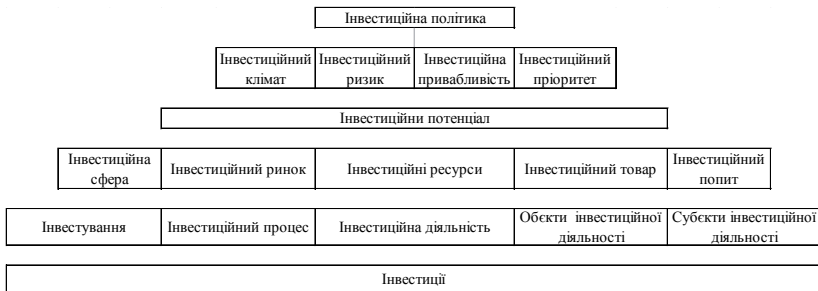 Інвестиційна політика
Інвестиційний клімат
Інвестиційний ризик
Інвестиційна привабливість
Інвестиційний пріоритет
Інвестиційни потенціал
Інвестиційна сфера
Інвестиційний ринок
Інвестиційні ресурси
Інвестиційний товар
Інвестиційний попит
Інвестування
Інвестиційний процес
Інвестиційна діяльність
Обєкти інвестиційної діяльності
Субєкти інвестиційної діяльності
Інвестиції